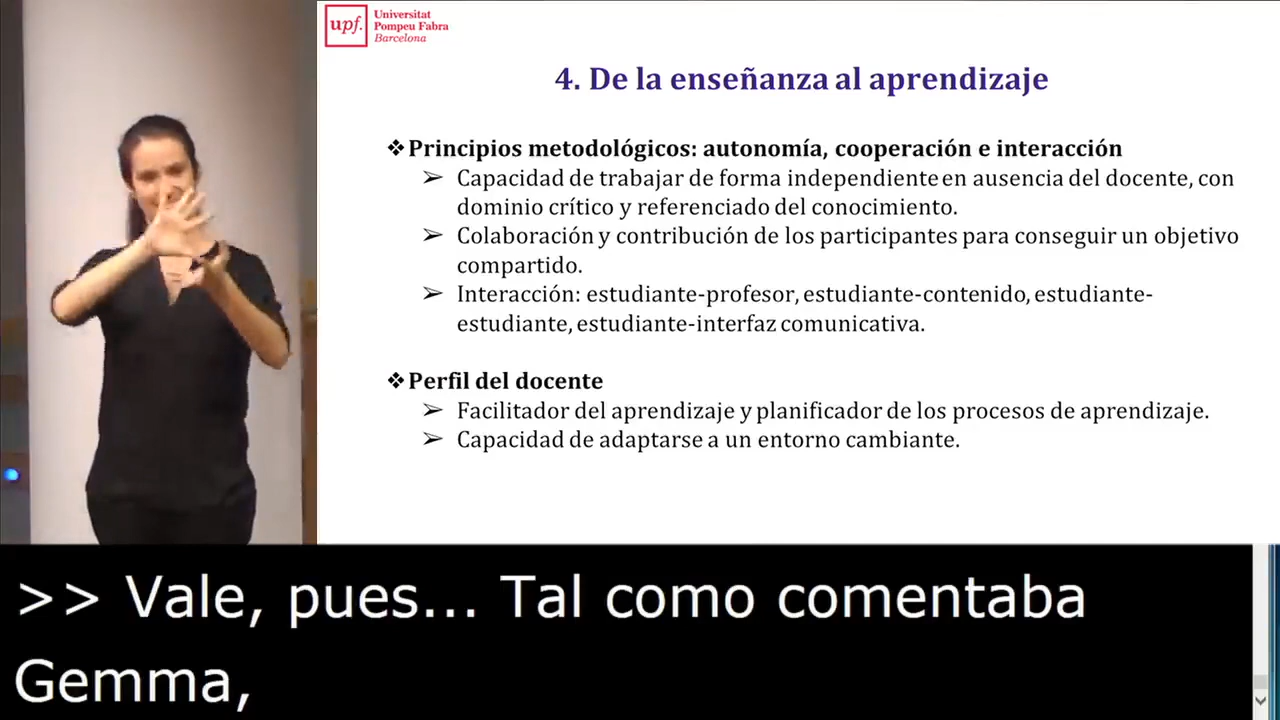 upf.
Universitat
Pompeu Fabra
Barcelona
4. De la enseñanza al aprendizaje
❖Principios metodológicos: autonomía, cooperación e interacción
➢ Capacidad de trabajar de forma independiente en ausencia del docente, con
dominio crítico y referenciado del conocimiento.
➢ Colaboración y contribución de los participantes para conseguir un objetivo
compartido.
➢ Interacción: estudiante-profesor, estudiante-contenido, estudiante-
estudiante, estudiante-interfaz comunicativa.
❖Perfil del docente
➢ Facilitador del aprendizaje y planificador de los procesos de aprendizaje.
➢ Capacidad de adaptarse a un entorno cambiante.
>> Vale, pues... Tal como comentaba
Gemma,